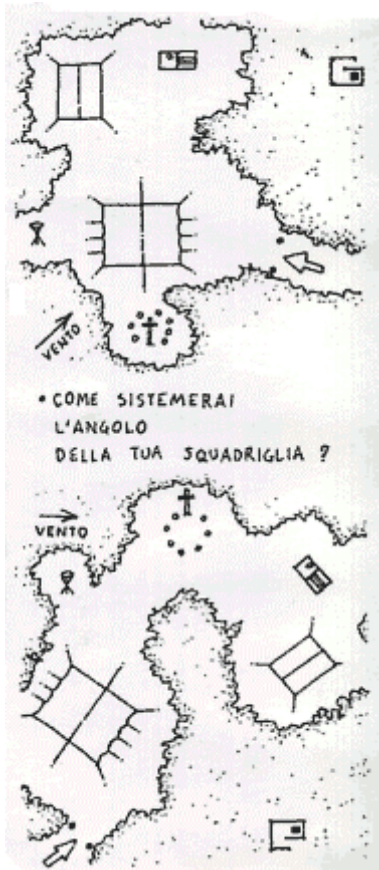 VENTO
• COME SISTEMERAI
L'ANGOLO
DELLA TUA SQUADRIGLIA ?
VENTO